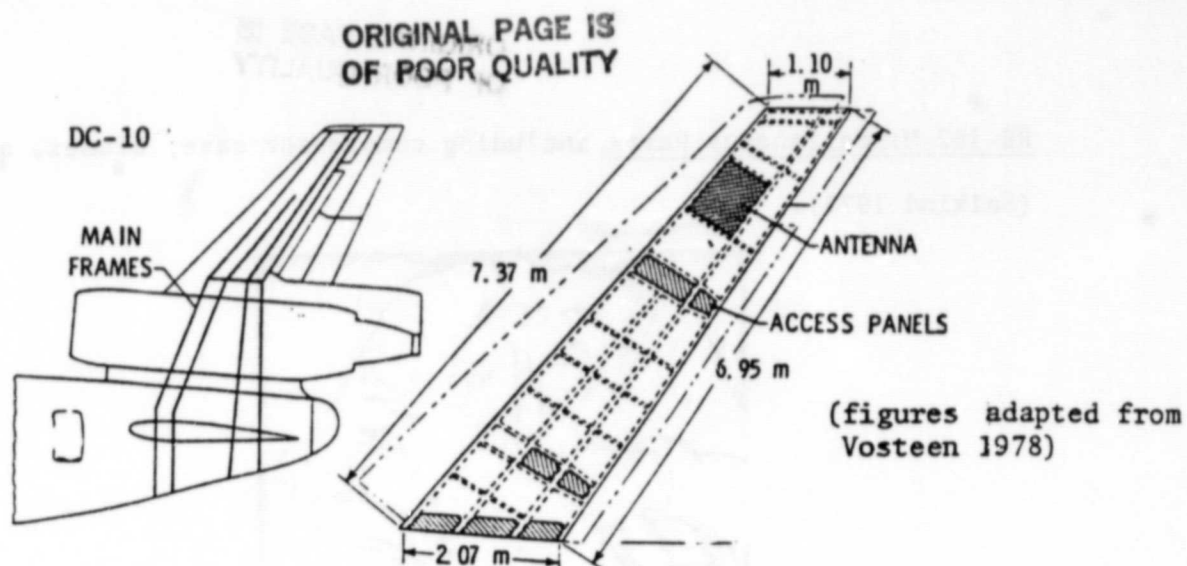 ORIGINAL PAGE IS
OF POOR QUALITY
DC-10
MAIN
FRAMES
1.10
m
ANTENNA
7.37 m
ACCESS PANELS
6.95 m
(figures adapted from
Vosteen 1978)
2.07 m